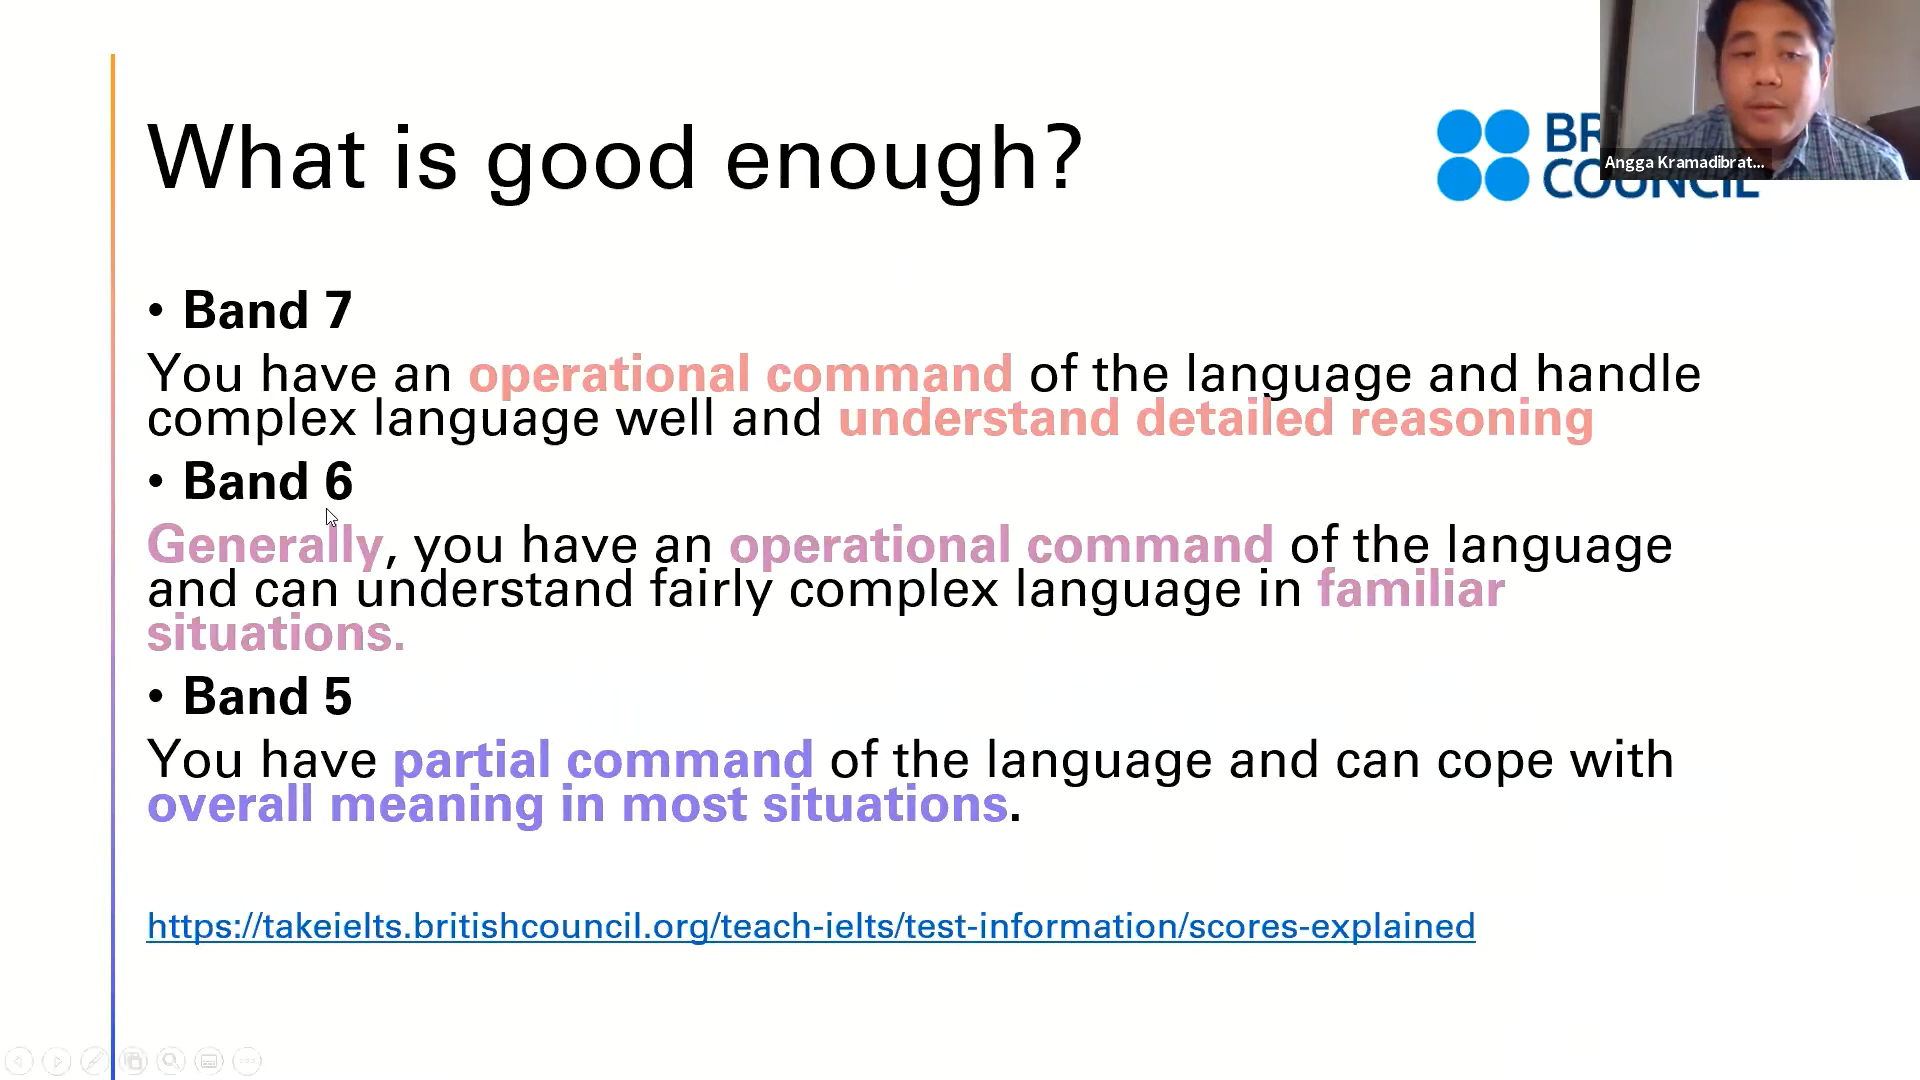 What is good enough?
BR
COUNCIL
Angga Kramadibrat...
• Band 7
You have an operational command of the language and handle
complex language well and understand detailed reasoning
• Band 6
Generally, you have an operational command of the language
and can understand fairly complex language in familiar
situations.
• Band 5
You have partial command of the language and can cope with
overall meaning in most situations.
https://takeielts.britishcouncil.org/teach-ielts/test-information/scores-explained